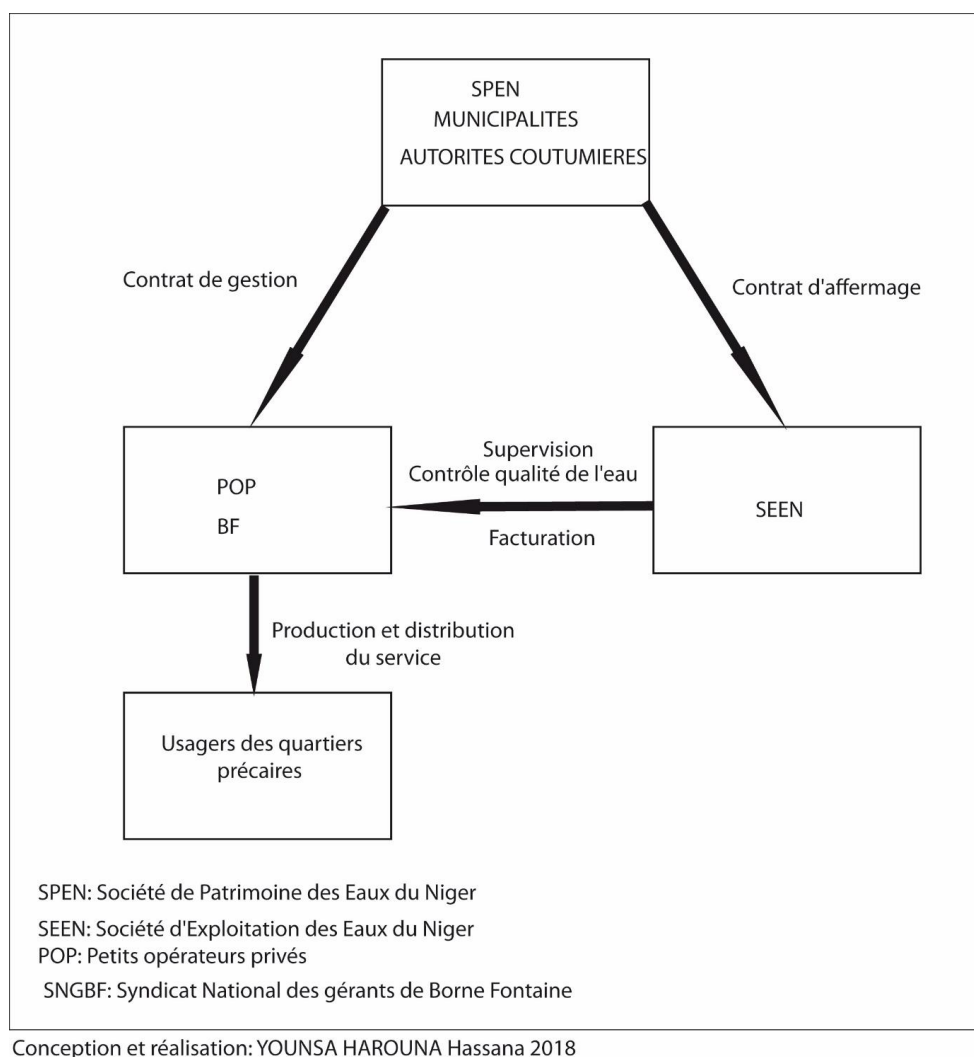 SPEN
MUNICIPALITES
AUTORITES COUTUMIERES
Contrat de gestion
Contrat d'affermage
POP
BF
Supervision
Contrôle qualité de l'eau
Facturation
SEEN
Production et distribution
du service
Usagers des quartiers
précaires
SPEN: Société de Patrimoine des Eaux du Niger
SEEN: Société d'Exploitation des Eaux du Niger
POP: Petits opérateurs privés
SNGBF: Syndicat National des gérants de Borne Fontaine
Conception et réalisation: YOUNSA HAROUNA Hassana 2018